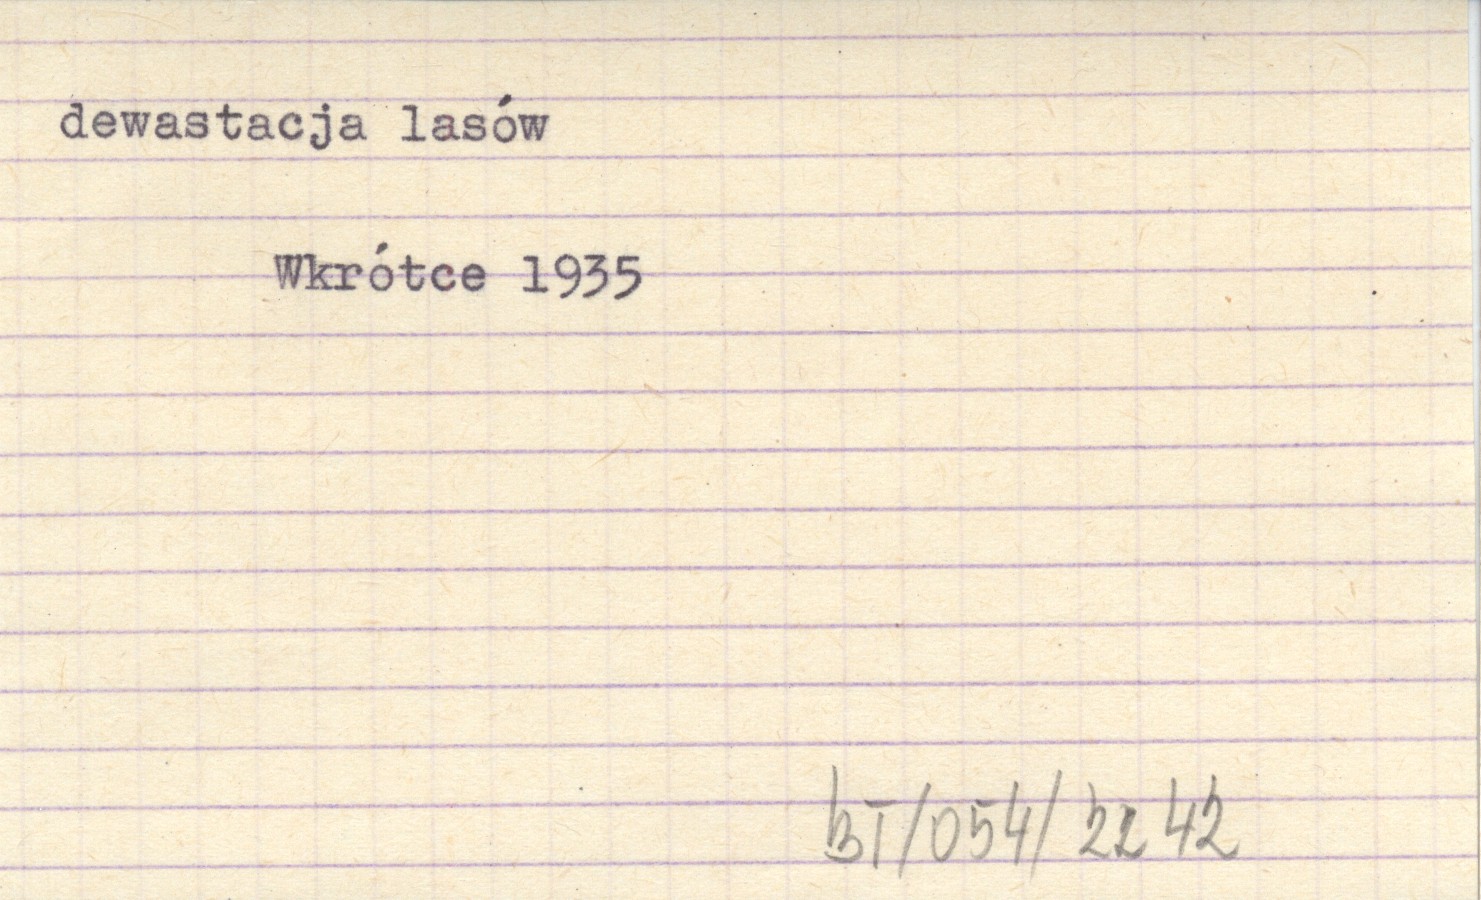 dewastacja lasów
Wkrótce 1935
BI/054/2242